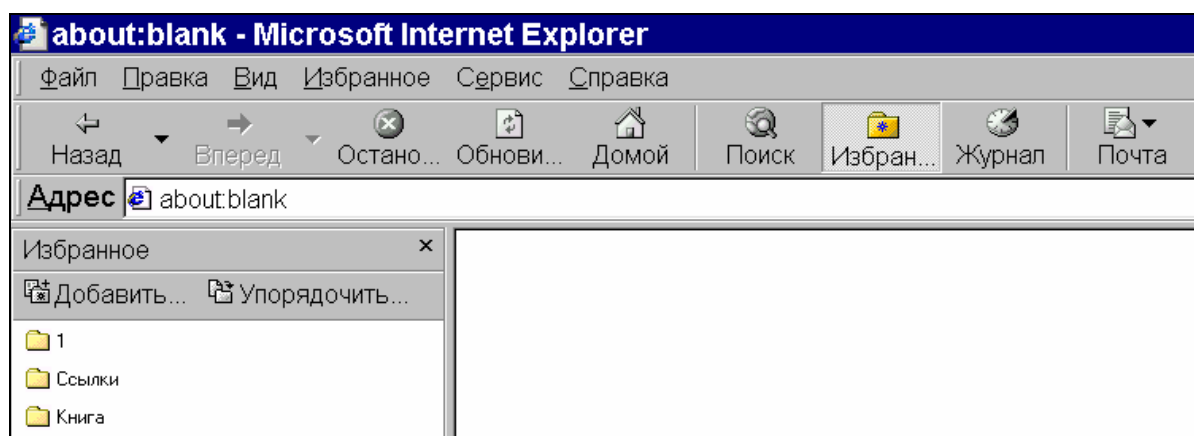 about:blank - Microsoft Internet Explorer
Файл Правка Вид Избранное Сервис Справка
Назад Вперед Остано... Обнови... Домой Поиск Избран... Журнал Почта
Адрес about:blank
Избранное ×
Добавить... Упорядочить...
1
Ссылки
Книга